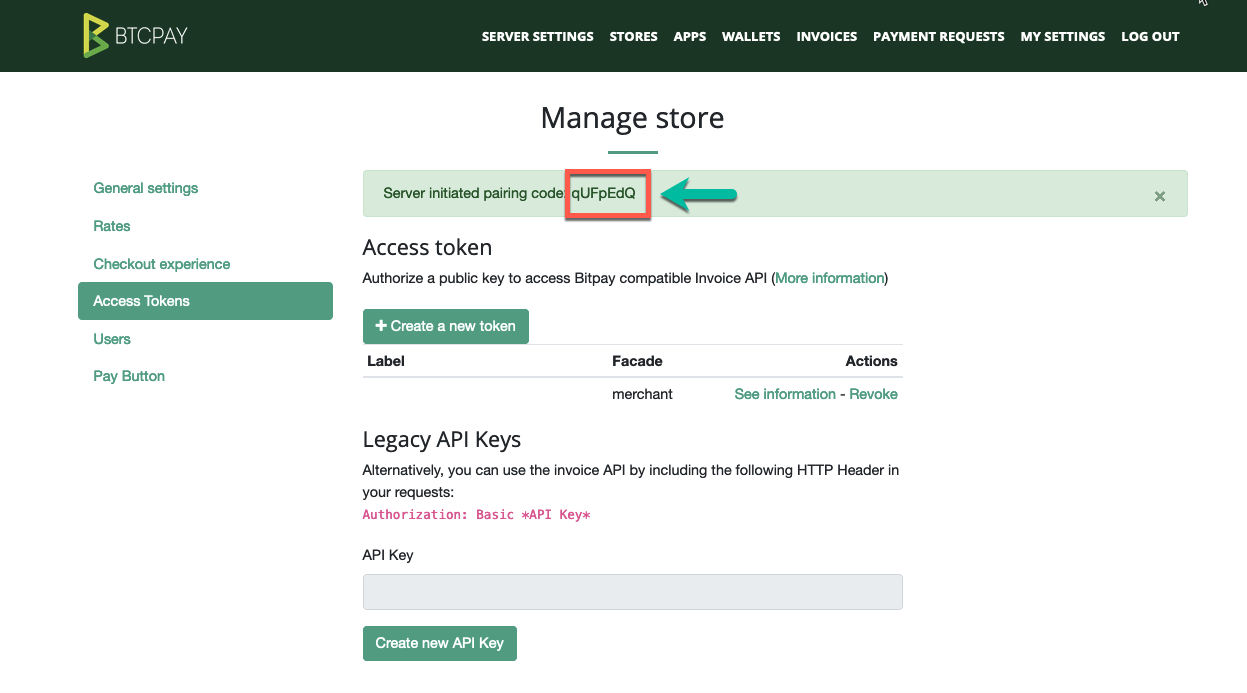 BTCPAY
SERVER SETTINGS STORES APPS WALLETS INVOICES PAYMENT REQUESTS MY SETTINGS LOG OUT
Manage store
General settings
Rates
Checkout experience
Access Tokens
Users
Pay Button
Server initiated pairing code: qUFpEdQ ×
Access token
Authorize a public key to access Bitpay compatible Invoice API (More information)
+ Create a new token
Label Facade Actions
merchant See information - Revoke
Legacy API Keys
Alternatively, you can use the invoice API by including the following HTTP Header in
your requests:
Authorization: Basic *API Key*
API Key
Create new API Key